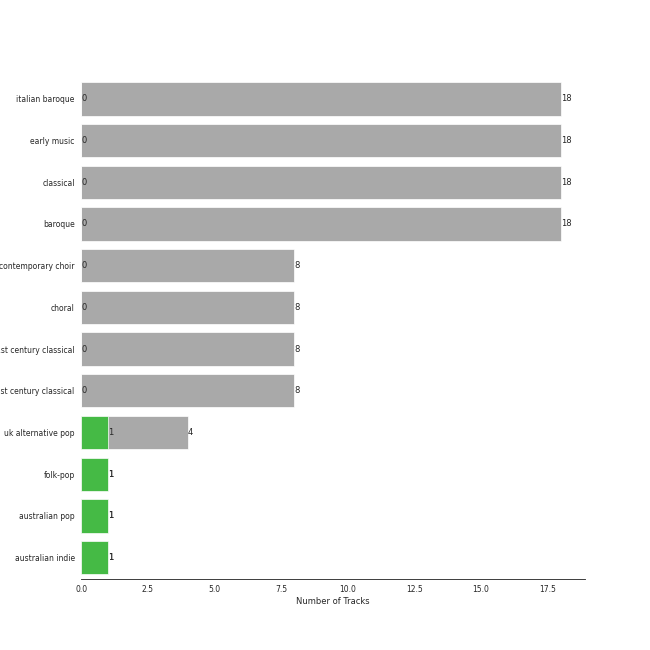 italian baroque 0 18
early music 0 18
classical 0 18
baroque 0 18
contemporary choir 0 8
choral 0 8
st century classical 0 8
st century classical 0 8
uk alternative pop 1 4
folk-pop 1
australian pop 1
australian indie 1
0.0 2.5 5.0 7.5 10.0 12.5 15.0 17.5
Number of Tracks